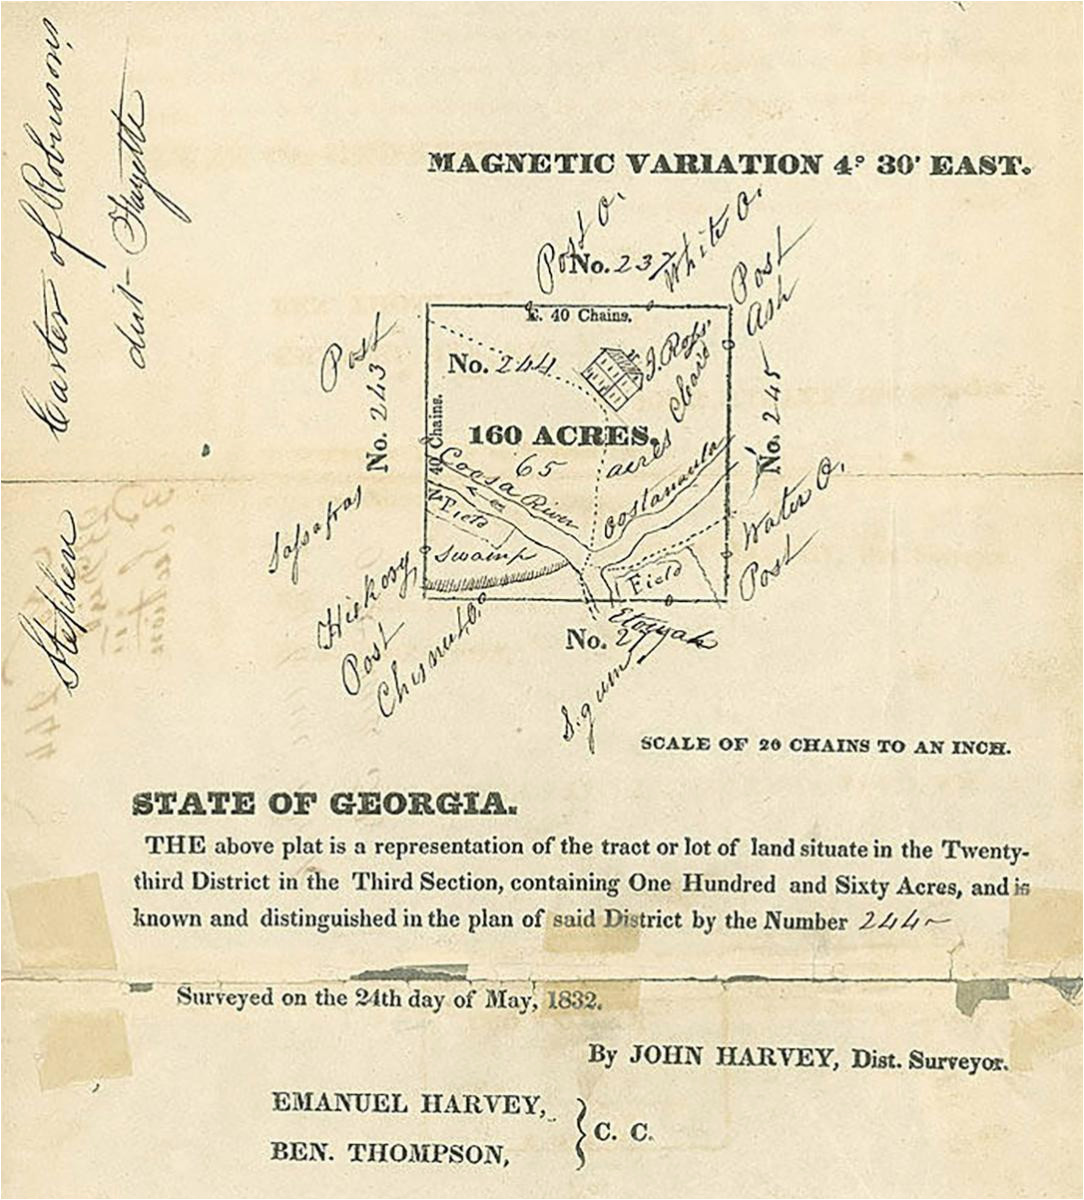 Stephen Carter of Robinsons
dist Fayette
MAGNETIC VARIATION 4° 30' EAST.
Post O.
No. 237
White O.
Post
Ash
E. 40 Chains.
Post
No. 243
40 Chains.
No. 244
J. Ross.
160 ACRES.
65 acres Claid
No. 245
Coosa River
Oostanaula
Field
Swamp
Field
Sassafras
Hickory
Post
Chesnut O.
Water O.
Post
No. 2
Etowah
S. gum
SCALE OF 20 CHAINS TO AN INCH.
STATE OF GEORGIA.
THE above plat is a representation of the tract or lot of land situate in the Twenty-
third District in the Third Section, containing One Hundred and Sixty Acres, and is
known and distinguished in the plan of said District by the Number 244~
Surveyed on the 24th day of May, 1832.
By JOHN HARVEY, Dist. Surveyor.
EMANUEL HARVEY,
BEN. THOMPSON,
} C. C.